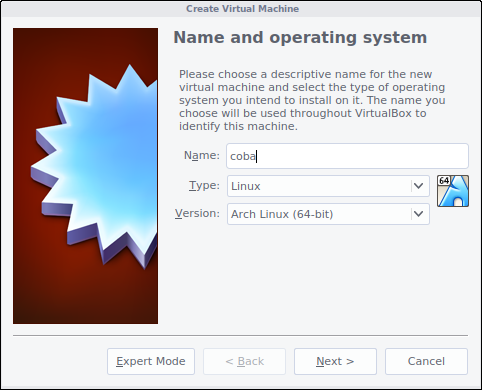 Create Virtual Machine
Name and operating system
Please choose a descriptive name for the new
virtual machine and select the type of operating
system you intend to install on it. The name you
choose will be used throughout VirtualBox to
identify this machine.
Name: coba
Type: Linux
64
Version: Arch Linux (64-bit)
Expert Mode < Back Next > Cancel